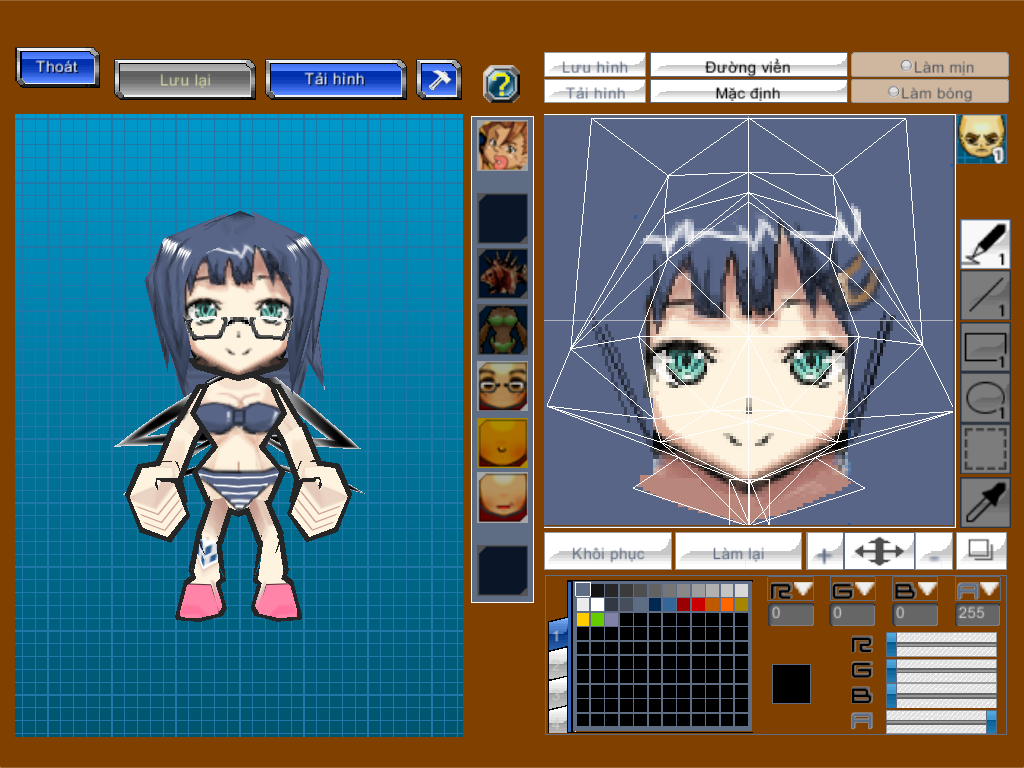 Thoát
Lưu lại
Tải hình
Lưu hình
Đường viền
Làm mịn
Tải hình
Mặc định
Làm bóng
?
1
1
1
1
1
Khôi phục
Làm lại
+
-
1
R G B A
0 0 0 255
R
G
B
A